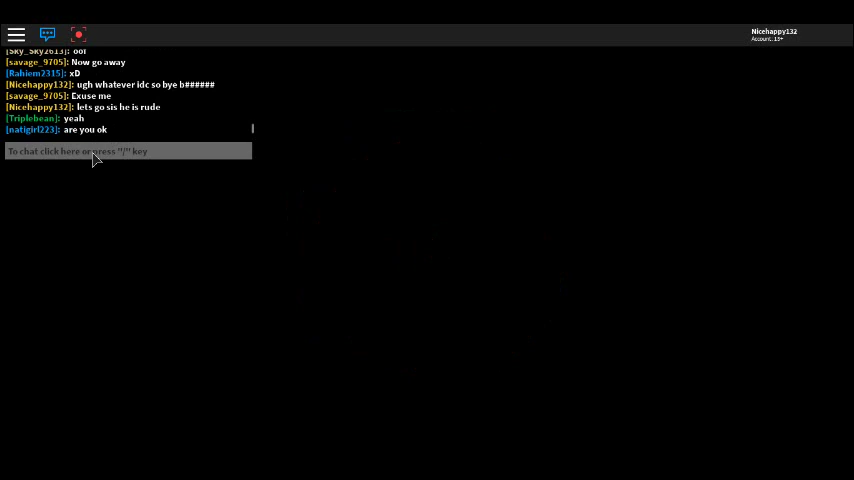 Nicehappy132
Account: 13+
[Sky_Sky2613]: oof
[savage_9705]: Now go away
[Rahiem2315]: xD
[Nicehappy132]: ugh whatever idc so bye b######
[savage_9705]: Exuse me
[Nicehappy132]: lets go sis he is rude
[Triplebean]: yeah
[natigirl223]: are you ok
To chat click here or press "/" key